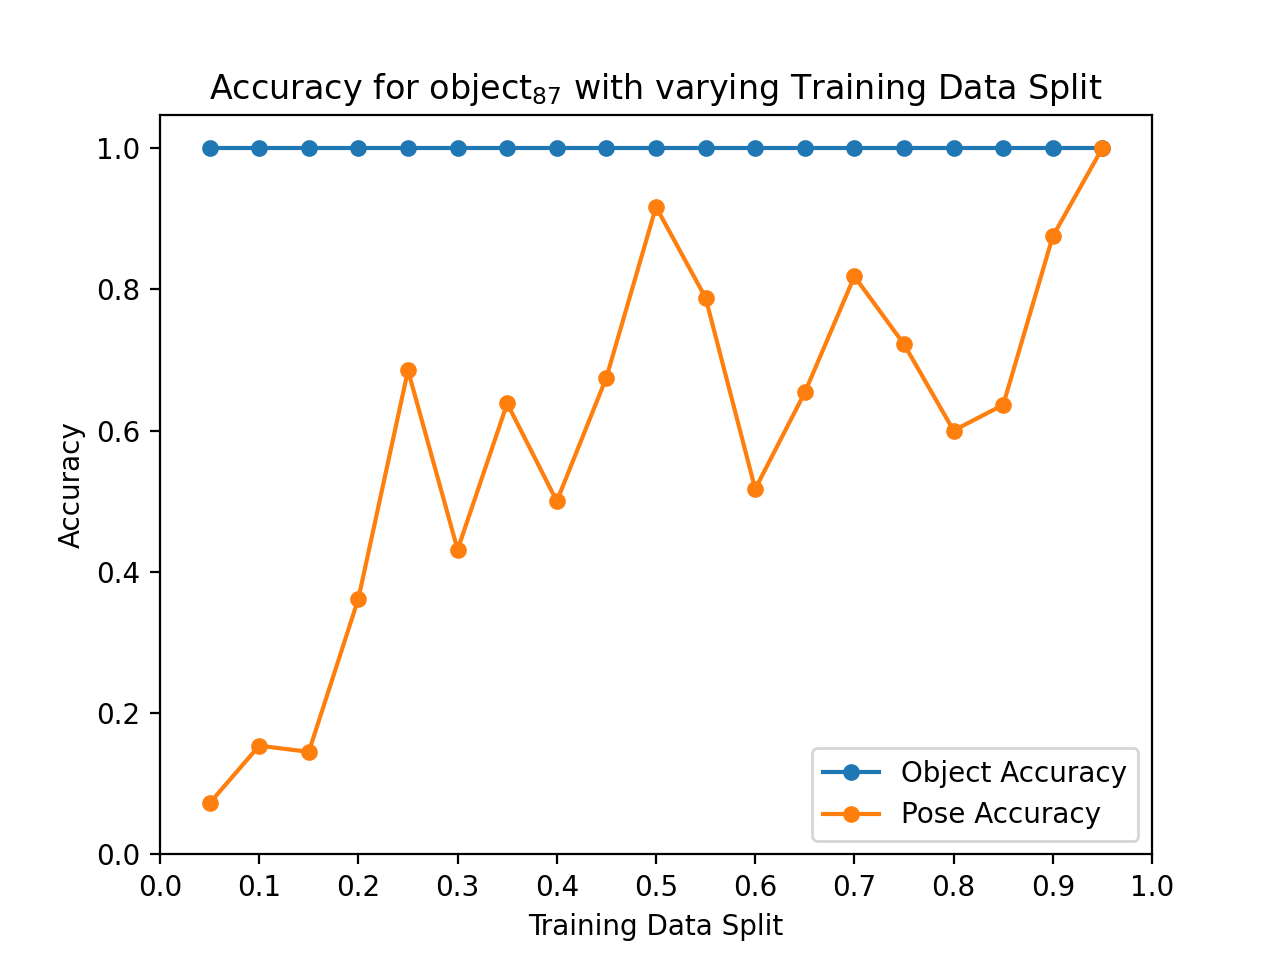 Accuracy for object₈₇ with varying Training Data Split
1.0
0.8
0.6
0.4
0.2
0.0
Accuracy
Object Accuracy
Pose Accuracy
0.0 0.1 0.2 0.3 0.4 0.5 0.6 0.7 0.8 0.9 1.0
Training Data Split